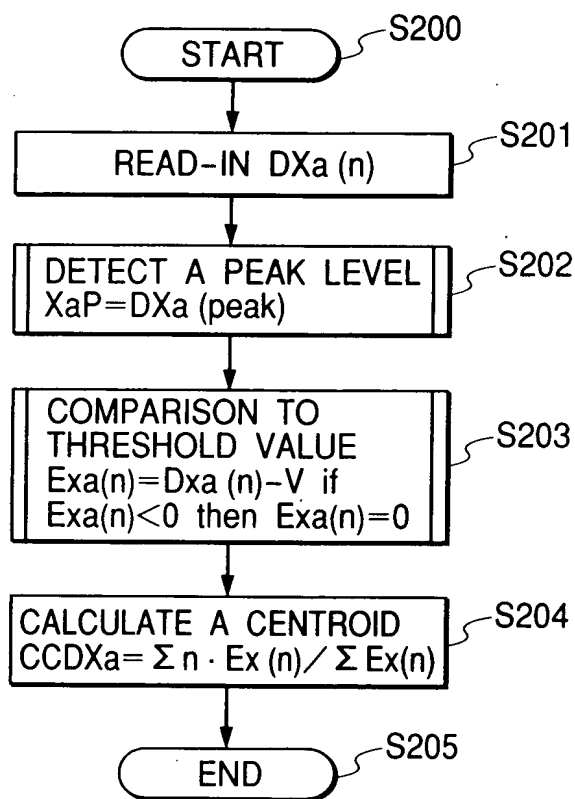 START
S200
READ-IN DXa (n)
S201
DETECT A PEAK LEVEL
XaP=DXa (peak)
S202
COMPARISON TO
THRESHOLD VALUE
Exa(n)=Dxa (n)-V if
Exa(n)<0 then Exa(n)=0
S203
CALCULATE A CENTROID
CCDXa= Σ n · Ex (n) / Σ Ex(n)
S204
END
S205